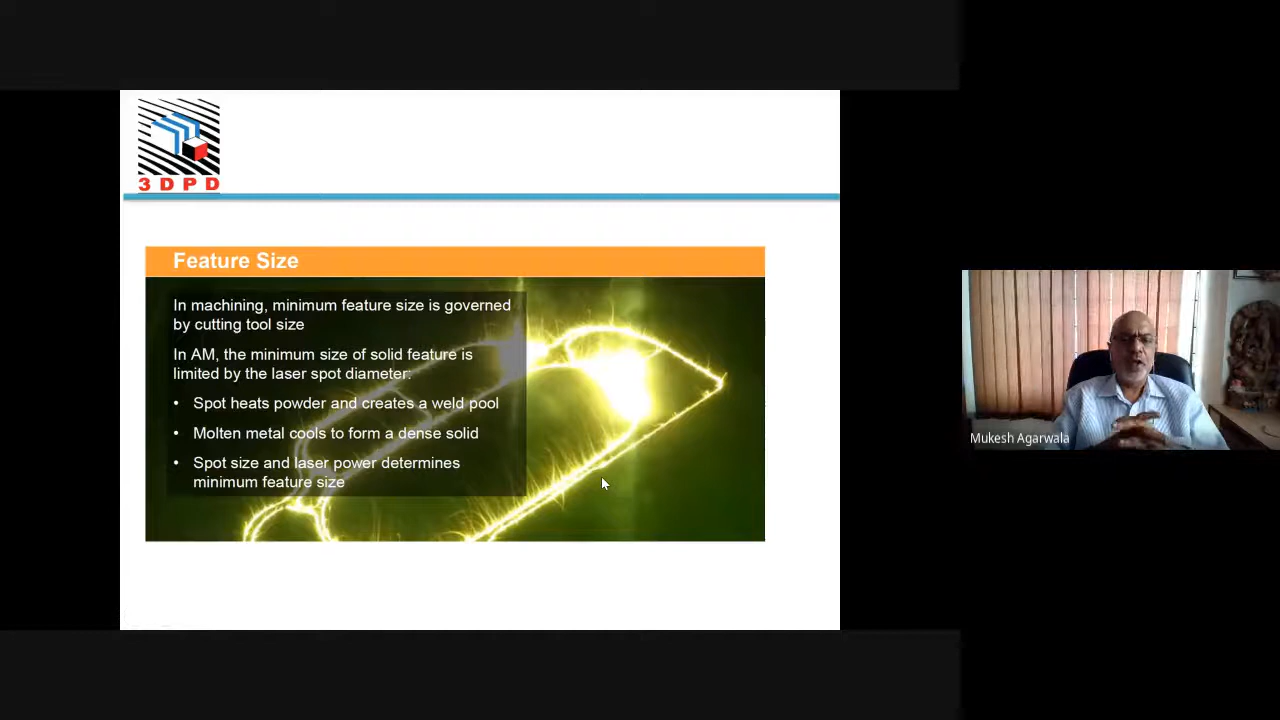 3DPD
Feature Size
In machining, minimum feature size is governed
by cutting tool size
In AM, the minimum size of solid feature is
limited by the laser spot diameter:
• Spot heats powder and creates a weld pool
• Molten metal cools to form a dense solid
• Spot size and laser power determines
minimum feature size
Mukesh Agarwala